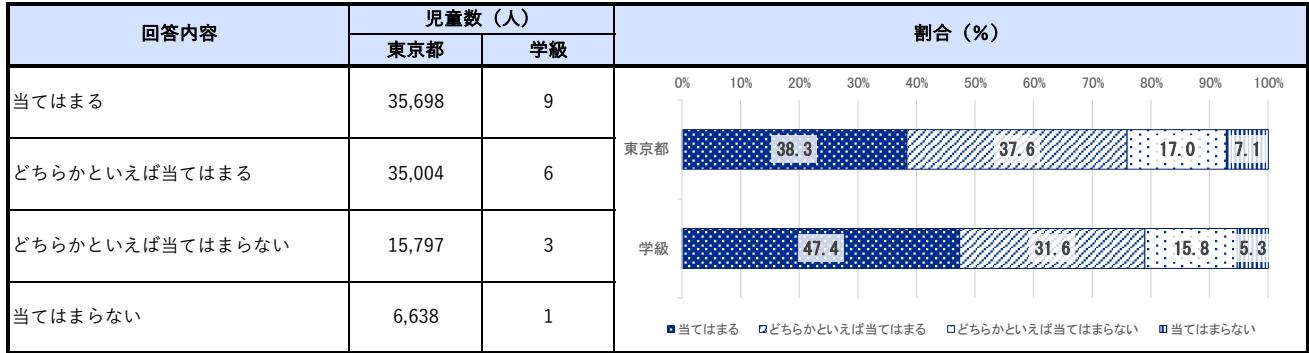 回答内容 児童数（人） 割合（%）
東京都 学級
当てはまる 35,698 9
どちらかといえば当てはまる 35,004 6
どちらかといえば当てはまらない 15,797 3
当てはまらない 6,638 1
0% 10% 20% 30% 40% 50% 60% 70% 80% 90% 100%
東京都 38.3 37.6 17.0 7.1
学級 47.4 31.6 15.8 5.3
当てはまる どちらかといえば当てはまる どちらかといえば当てはまらない 当てはまらない